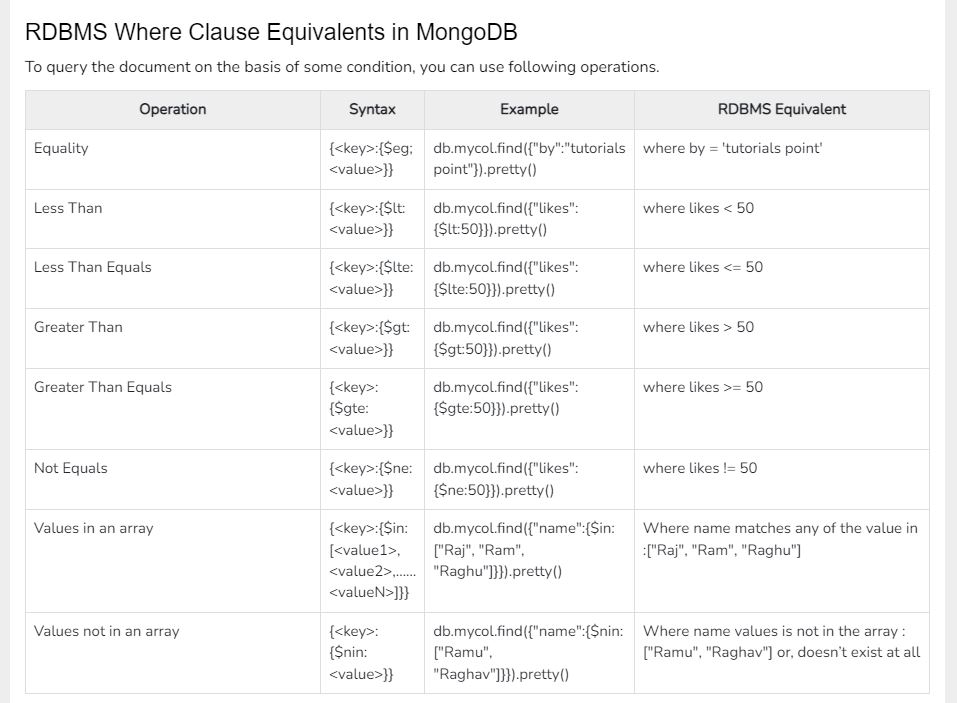 RDBMS Where Clause Equivalents in MongoDB
To query the document on the basis of some condition, you can use following operations.
Operation Syntax Example RDBMS Equivalent
Equality
{<key>:{$eg;
<value>}}
db.mycol.find({"by":"tutorials
point"}).pretty()
where by = 'tutorials point'
Less Than
{<key>:{$lt:
<value>}}
db.mycol.find({"likes":
{$lt:50}}).pretty()
where likes < 50
Less Than Equals
{<key>:{$lte:
<value>}}
db.mycol.find({"likes":
{$lte:50}}).pretty()
where likes <= 50
Greater Than
{<key>:{$gt:
<value>}}
db.mycol.find({"likes":
{$gt:50}}).pretty()
where likes > 50
Greater Than Equals
{<key>:
{$gte:
<value>}}
db.mycol.find({"likes":
{$gte:50}}).pretty()
where likes >= 50
Not Equals
{<key>:{$ne:
<value>}}
db.mycol.find({"likes":
{$ne:50}}).pretty()
where likes != 50
Values in an array
{<key>:{$in:
[<value1>,
<value2>,……
<valueN>]}}
db.mycol.find({"name":{$in:
["Raj", "Ram",
"Raghu"]}}).pretty()
Where name matches any of the value in
:["Raj", "Ram", "Raghu"]
Values not in an array
{<key>:
{$nin:
<value>}}
db.mycol.find({"name":{$nin:
["Ramu",
"Raghav"]}}).pretty()
Where name values is not in the array :
["Ramu", "Raghav"] or, doesn’t exist at all